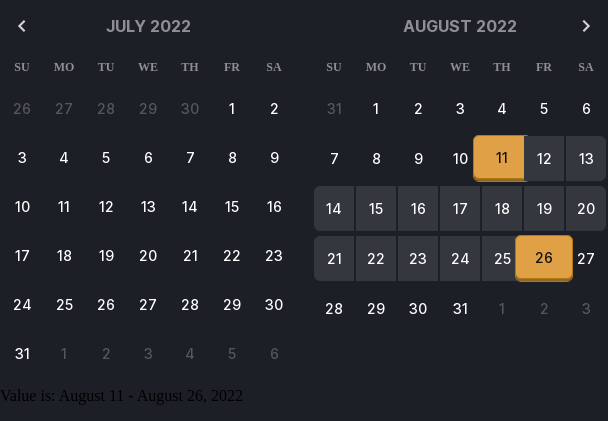 JULY 2022
SU MO TU WE TH FR SA
26 27 28 29 30 1 2
3 4 5 6 7 8 9
10 11 12 13 14 15 16
17 18 19 20 21 22 23
24 25 26 27 28 29 30
31 1 2 3 4 5 6
AUGUST 2022
SU MO TU WE TH FR SA
31 1 2 3 4 5 6
7 8 9 10 11 12 13
14 15 16 17 18 19 20
21 22 23 24 25 26 27
28 29 30 31 1 2 3
Value is: August 11 - August 26, 2022